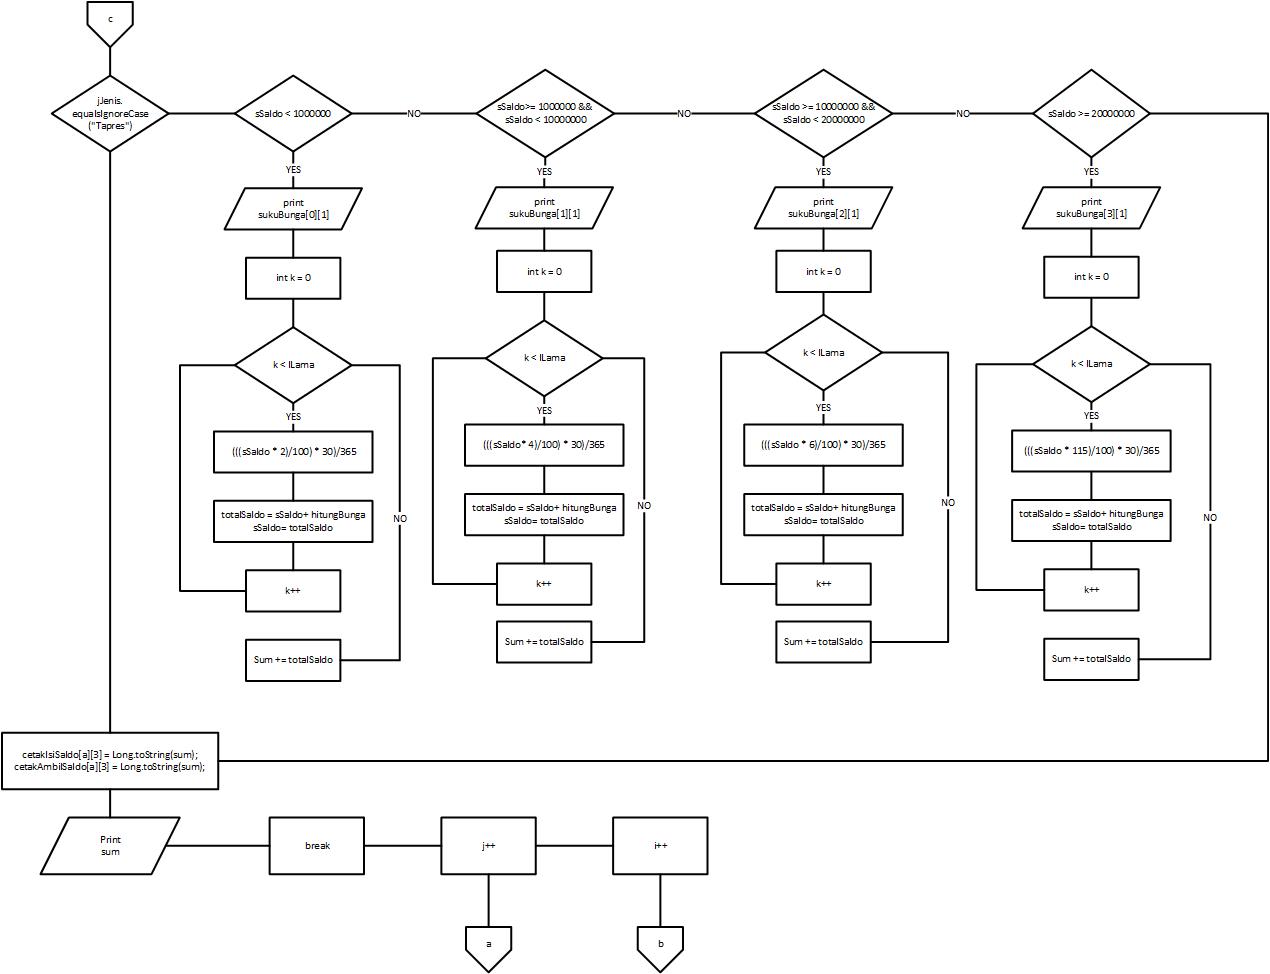 c
jJenis.
equalsIgnoreCase
("Tapres")
sSaldo < 1000000
NO
sSaldo>= 1000000 &&
sSaldo < 10000000
NO
sSaldo >= 10000000 &&
sSaldo < 20000000
NO
sSaldo >= 20000000
YES
YES
YES
YES
print
sukuBunga[0][1]
print
sukuBunga[1][1]
print
sukuBunga[2][1]
print
sukuBunga[3][1]
int k = 0
int k = 0
int k = 0
int k = 0
k < lLama
k < lLama
k < lLama
k < lLama
YES
YES
YES
YES
(((sSaldo * 2)/100) * 30)/365
(((sSaldo* 4)/100) * 30)/365
(((sSaldo * 6)/100) * 30)/365
(((sSaldo * 115)/100) * 30)/365
totalSaldo = sSaldo+ hitungBunga
sSaldo= totalSaldo
NO
totalSaldo = sSaldo+ hitungBunga
sSaldo= totalSaldo
NO
totalSaldo = sSaldo+ hitungBunga
sSaldo= totalSaldo
NO
totalSaldo = sSaldo+ hitungBunga
sSaldo= totalSaldo
NO
k++
k++
k++
k++
Sum += totalSaldo
Sum += totalSaldo
Sum += totalSaldo
Sum += totalSaldo
cetakIsiSaldo[a][3] = Long.toString(sum);
cetakAmbilSaldo[a][3] = Long.toString(sum);
Print
sum
break
j++
i++
a
b